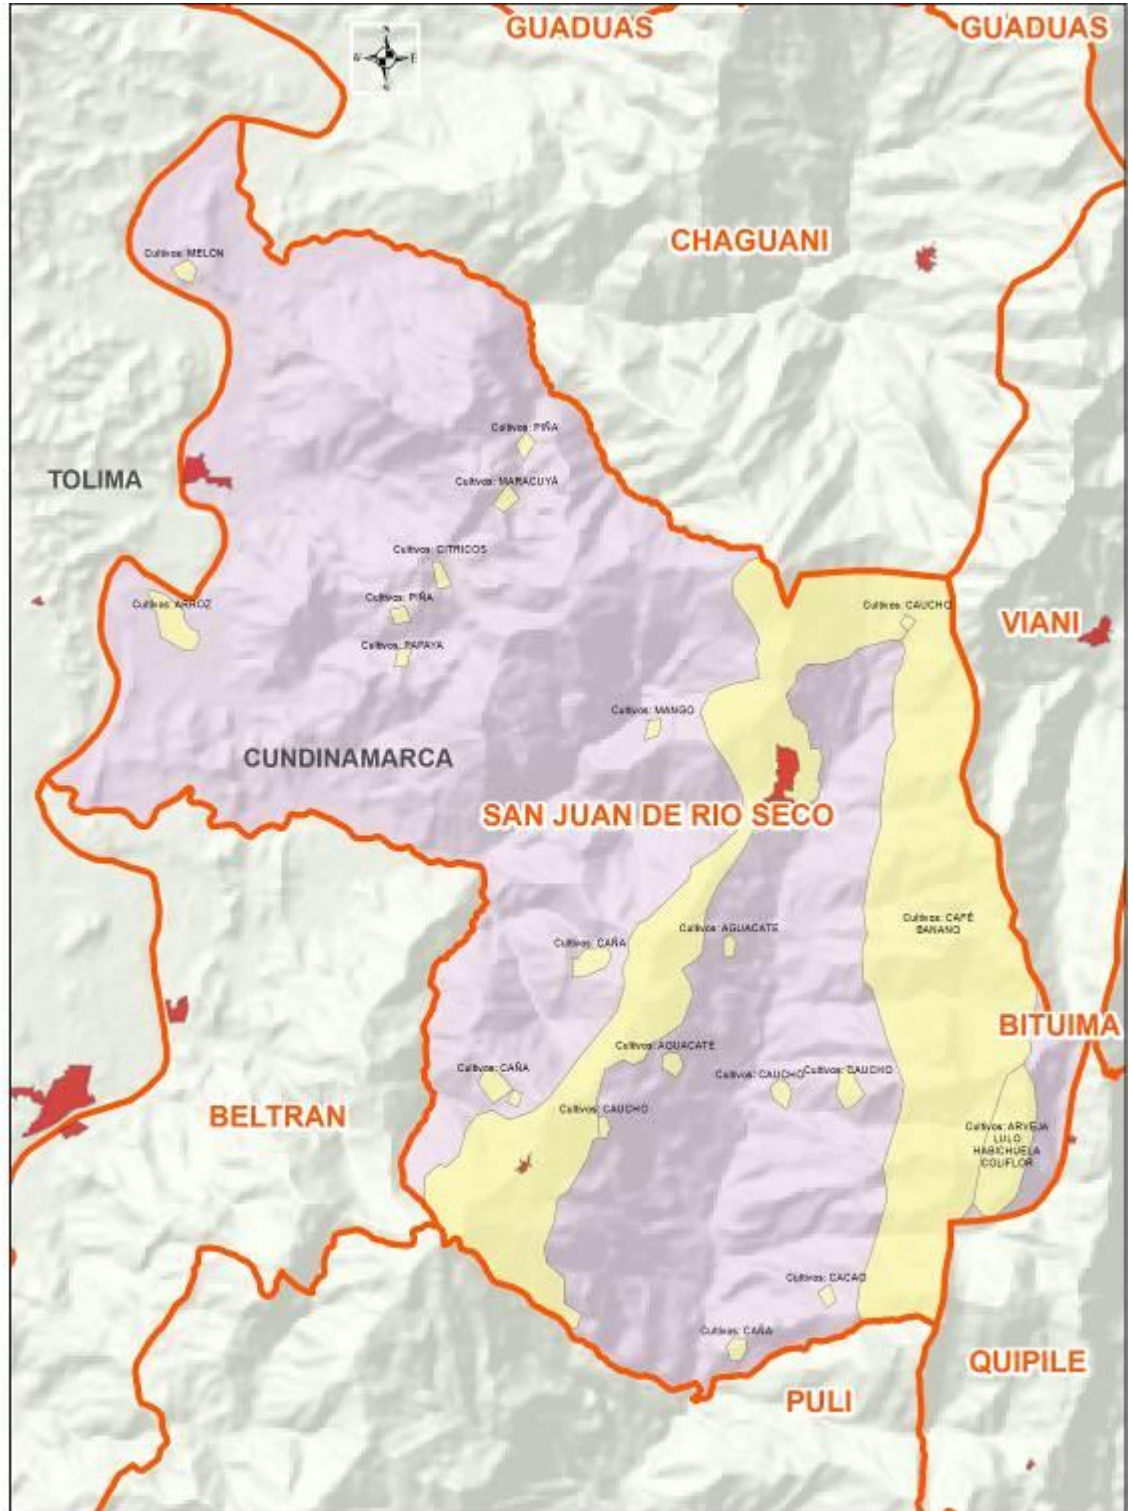 GUADUAS
GUADUAS
N
W
E
S
CHAGUANI
Cultivos: MELON
Cultivos: PIÑA
TOLIMA
Cultivos: MARACUYÁ
Cultivos: CITRICOS
Cultivos: PIÑA
Cultivos: ARROZ
Cultivos: CAUCHO
VIANI
Cultivos: PAPAYA
Cultivos: MANGO
CUNDINAMARCA
SAN JUAN DE RIO SECO
Cultivos: CAFÉ
BANANO
Cultivos: AGUACATE
Cultivos: CAÑA
BITUIMA
Cultivos: AGUACATE
Cultivos: CAÑA
Cultivos: CAUCHO
Cultivos: CAUCHO
Cultivos: CAUCHO
BELTRAN
Cultivos: ARVEJA
LULO
HABICHUELA
COLIFLOR
Cultivos: CACAO
Cultivos: CAÑA
QUIPILE
PULI